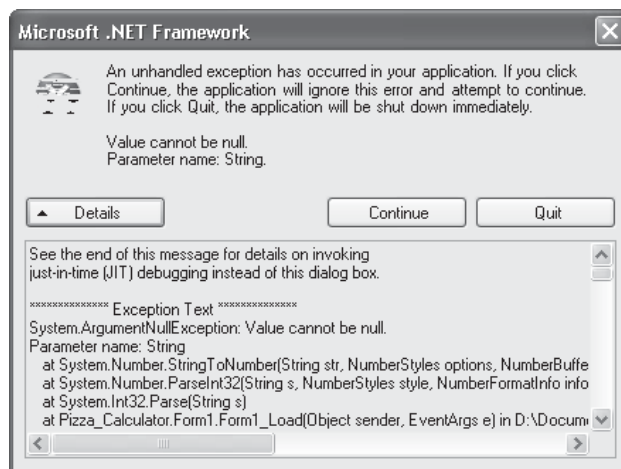 Microsoft .NET Framework
An unhandled exception has occurred in your application. If you click
Continue, the application will ignore this error and attempt to continue.
If you click Quit, the application will be shut down immediately.
Value cannot be null.
Parameter name: String.
Details
Continue
Quit
See the end of this message for details on invoking
just-in-time (JIT) debugging instead of this dialog box.
************** Exception Text **************
System.ArgumentNullException: Value cannot be null.
Parameter name: String
at System.Number.StringToNumber(String str, NumberStyles options, NumberBuffe
at System.Number.ParseInt32(String s, NumberStyles style, NumberFormatInfo info
at System.Int32.Parse(String s)
at Pizza_Calculator.Form1.Form1_Load(Object sender, EventArgs e) in D:\Docum